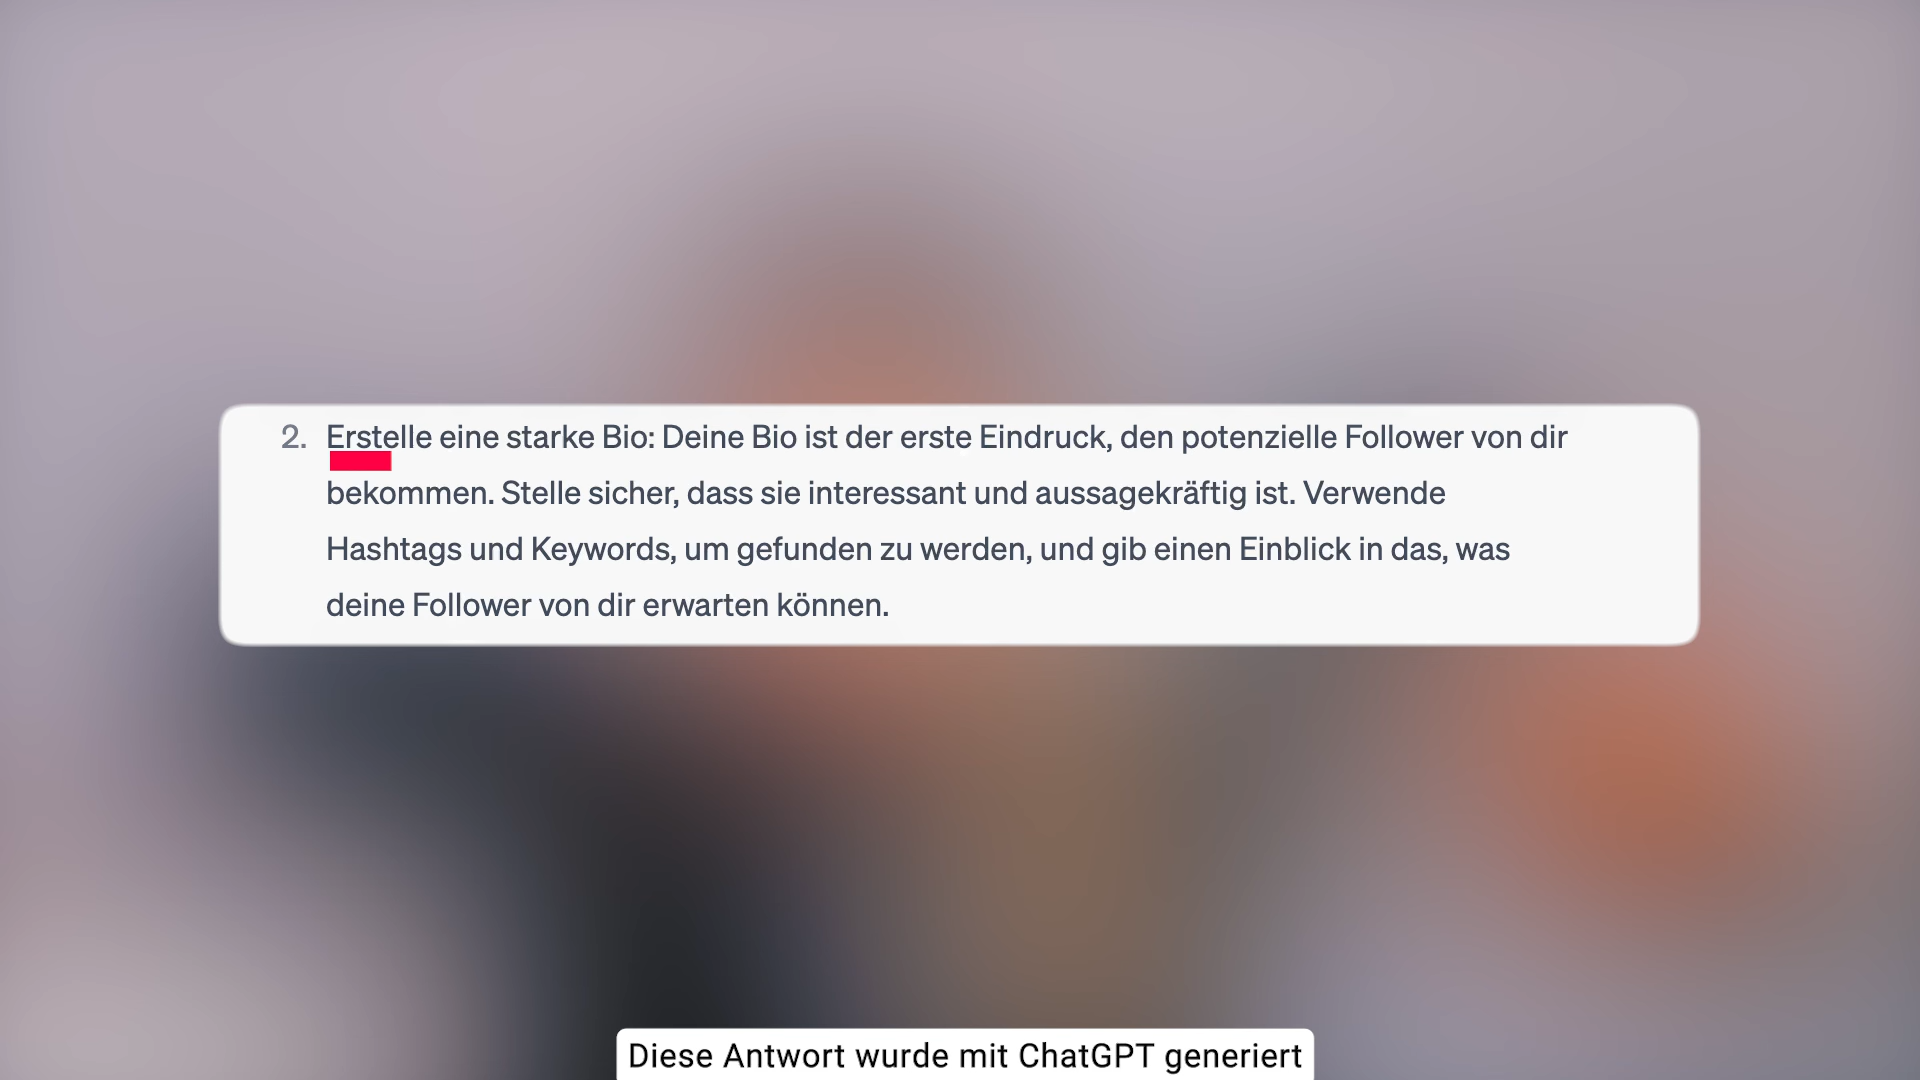 2. Erstelle eine starke Bio: Deine Bio ist der erste Eindruck, den potenzielle Follower von dir
bekommen. Stelle sicher, dass sie interessant und aussagekräftig ist. Verwende
Hashtags und Keywords, um gefunden zu werden, und gib einen Einblick in das, was
deine Follower von dir erwarten können.
Diese Antwort wurde mit ChatGPT generiert